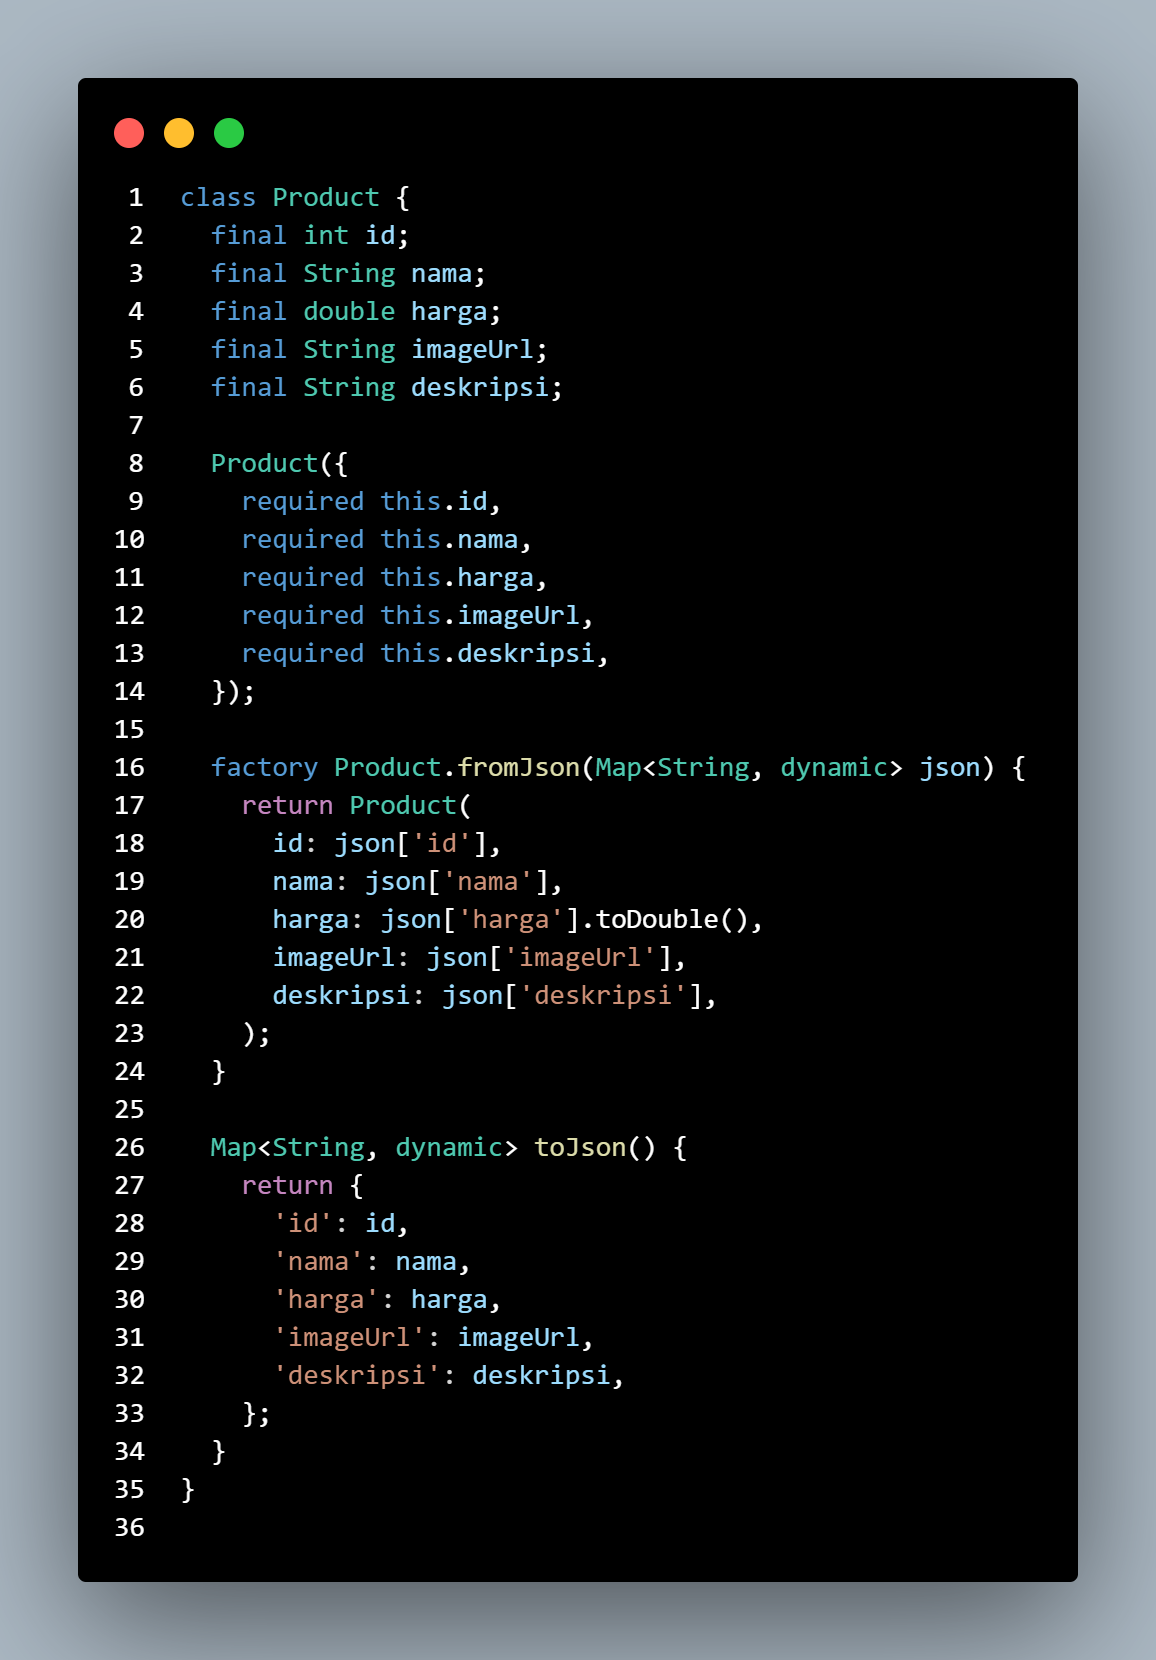 1 class Product {
2   final int id;
3   final String nama;
4   final double harga;
5   final String imageUrl;
6   final String deskripsi;
7
8   Product({
9     required this.id,
10     required this.nama,
11     required this.harga,
12     required this.imageUrl,
13     required this.deskripsi,
14   });
15
16   factory Product.fromJson(Map<String, dynamic> json) {
17     return Product(
18       id: json['id'],
19       nama: json['nama'],
20       harga: json['harga'].toDouble(),
21       imageUrl: json['imageUrl'],
22       deskripsi: json['deskripsi'],
23     );
24   }
25
26   Map<String, dynamic> toJson() {
27     return {
28       'id': id,
29       'nama': nama,
30       'harga': harga,
31       'imageUrl': imageUrl,
32       'deskripsi': deskripsi,
33     };
34   }
35 }
36